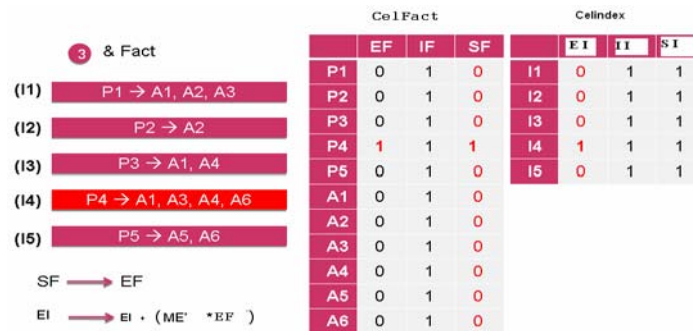 3 & Fact
(I1) P1 → A1, A2, A3
(I2) P2 → A2
(I3) P3 → A1, A4
(I4) P4 → A1, A3, A4, A6
(I5) P5 → A5, A6
SF → EF
EI → EI + (ME' *EF )
CelFact
EF IF SF
P1 0 1 0
P2 0 1 0
P3 0 1 0
P4 1 1 1
P5 0 1 0
A1 0 1 0
A2 0 1 0
A3 0 1 0
A4 0 1 0
A5 0 1 0
A6 0 1 0
Celindex
EI II SI
I1 0 1 1
I2 0 1 1
I3 0 1 1
I4 1 1 1
I5 0 1 1